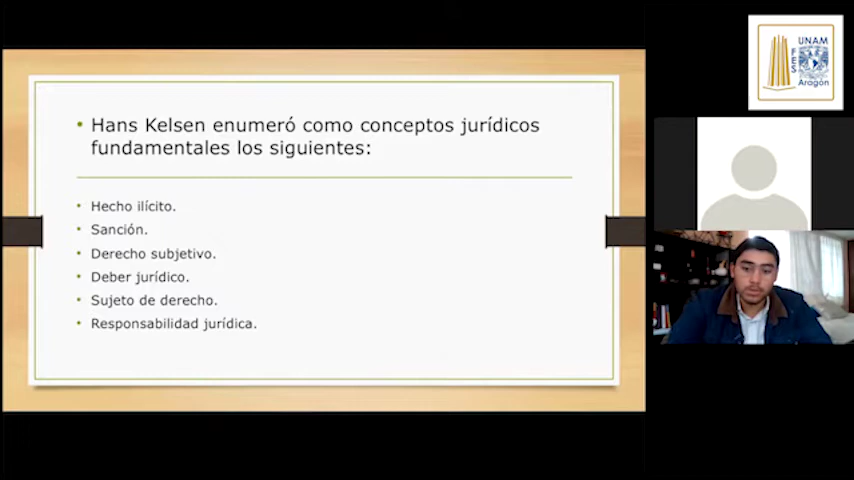 • Hans Kelsen enumeró como conceptos jurídicos
fundamentales los siguientes:
• Hecho ilícito.
• Sanción.
• Derecho subjetivo.
• Deber jurídico.
• Sujeto de derecho.
• Responsabilidad jurídica.
UNAM
FES
Aragón